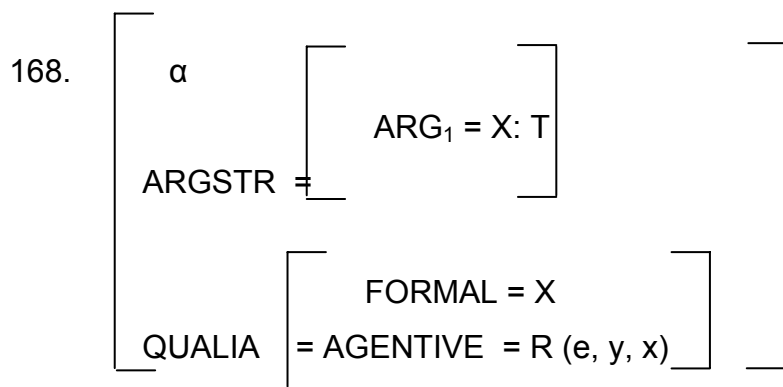 168. α
ARG₁ = X: T
ARGSTR =
FORMAL = X
QUALIA = AGENTIVE = R (e, y, x)